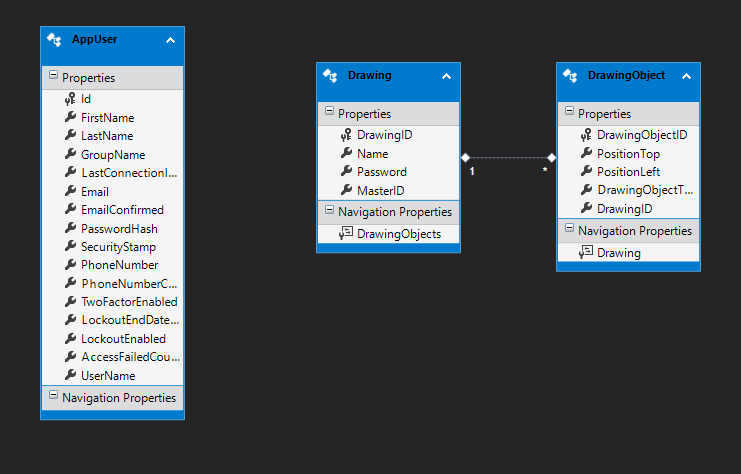 AppUser
Properties
Id
FirstName
LastName
GroupName
LastConnectionI...
Email
EmailConfirmed
PasswordHash
SecurityStamp
PhoneNumber
PhoneNumberC...
TwoFactorEnabled
LockoutEndDate...
LockoutEnabled
AccessFailedCou...
UserName
Navigation Properties
Drawing
Properties
DrawingID
Name
Password
MasterID
Navigation Properties
DrawingObjects
1
*
DrawingObject
Properties
DrawingObjectID
PositionTop
PositionLeft
DrawingObjectT...
DrawingID
Navigation Properties
Drawing